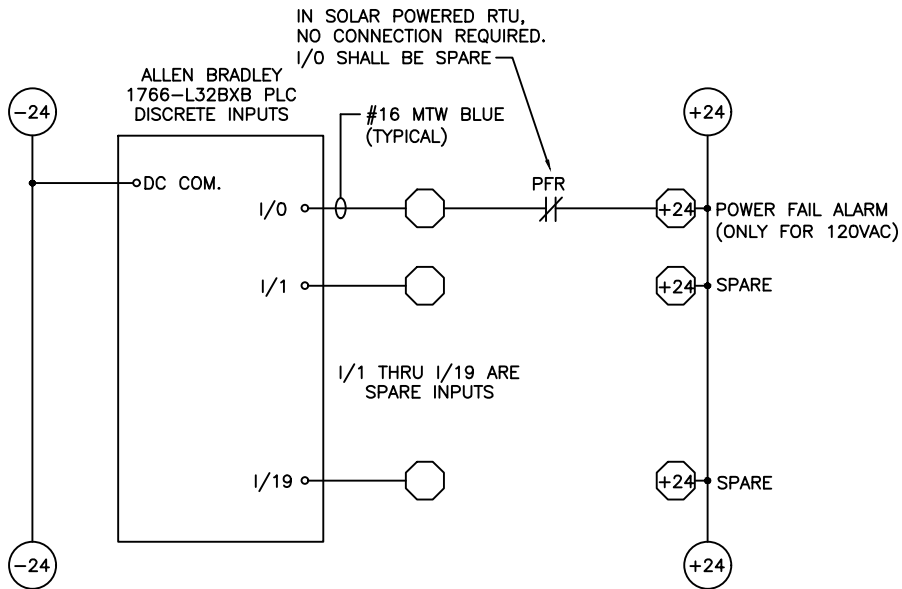 IN SOLAR POWERED RTU,
NO CONNECTION REQUIRED.
I/0 SHALL BE SPARE
ALLEN BRADLEY
1766-L32BXB PLC
DISCRETE INPUTS
-24
#16 MTW BLUE
(TYPICAL)
+24
DC COM.
PFR
I/0
+24
POWER FAIL ALARM
(ONLY FOR 120VAC)
I/1
+24
SPARE
I/1 THRU I/19 ARE
SPARE INPUTS
I/19
+24
SPARE
-24
+24